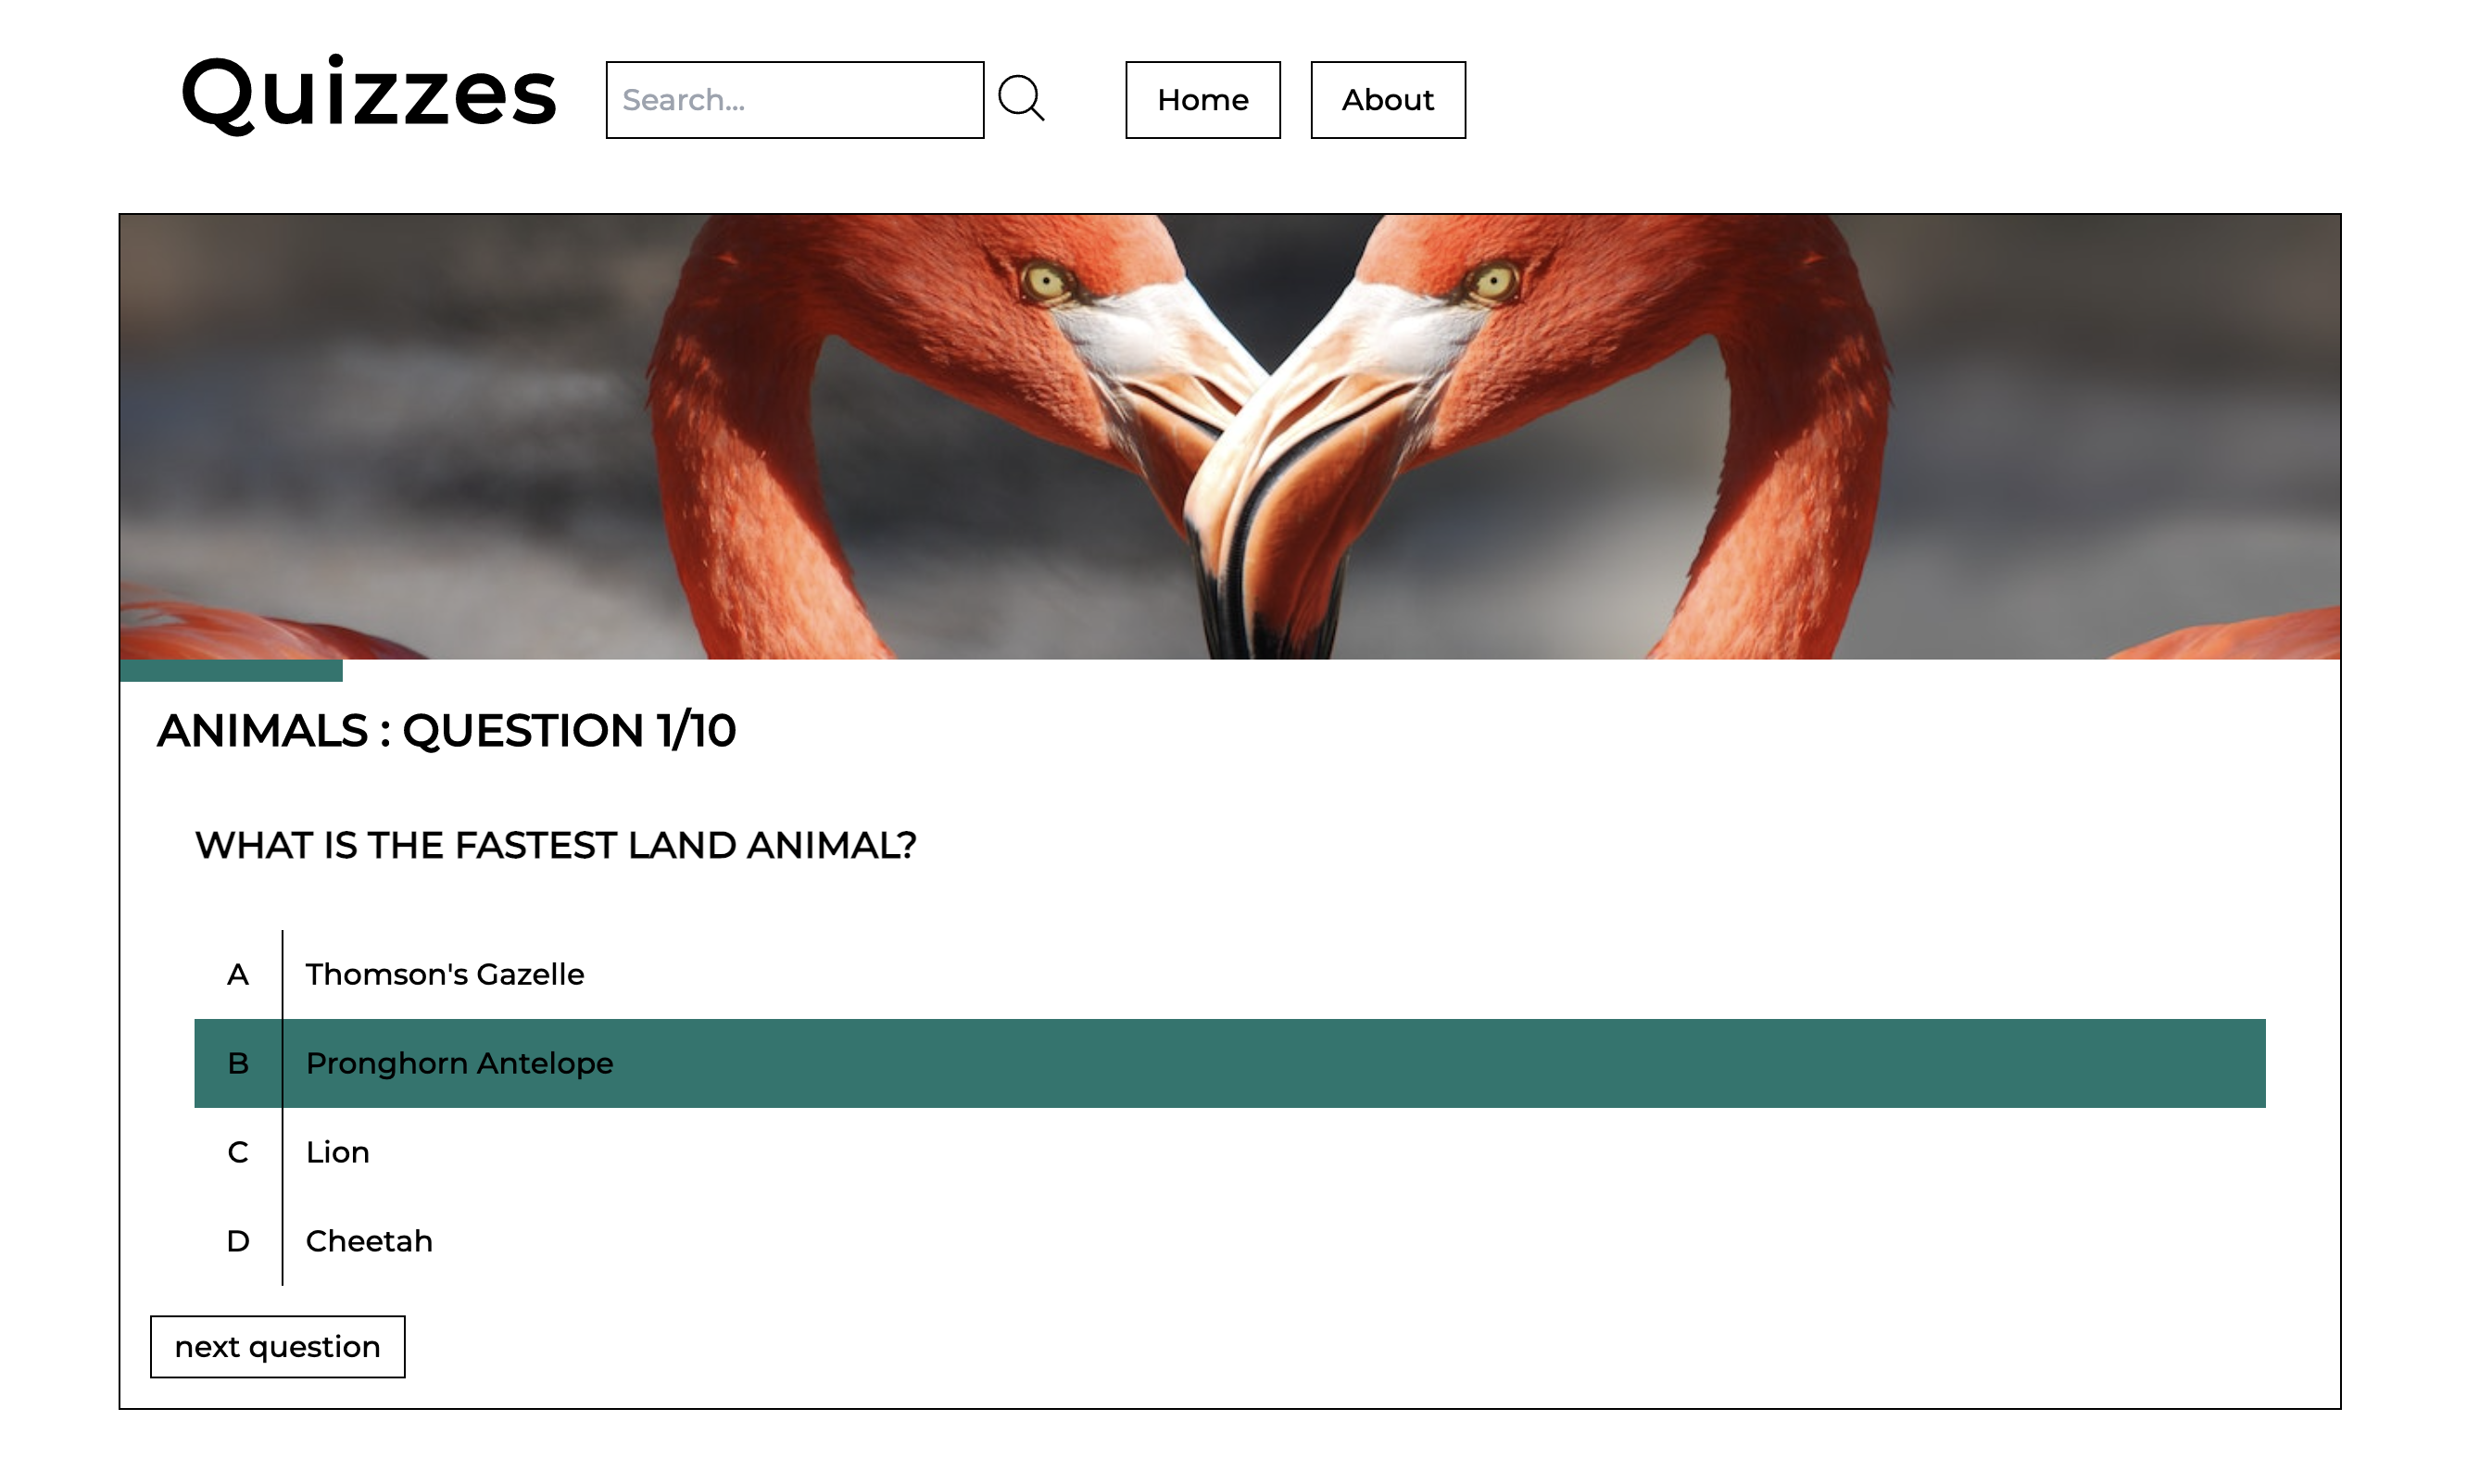 Quizzes
Search...
Home
About
ANIMALS : QUESTION 1/10
WHAT IS THE FASTEST LAND ANIMAL?
A Thomson's Gazelle
B Pronghorn Antelope
C Lion
D Cheetah
next question